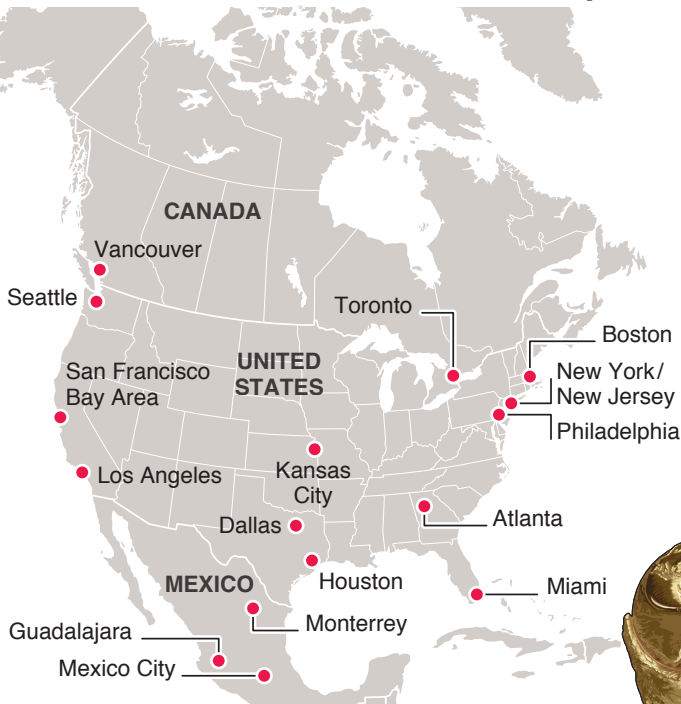 CANADA
Vancouver
Seattle
Toronto
Boston
UNITED
STATES
San Francisco
Bay Area
New York/
New Jersey
Philadelphia
Los Angeles
Kansas
City
Dallas
Atlanta
MEXICO
Houston
Miami
Monterrey
Guadalajara
Mexico City